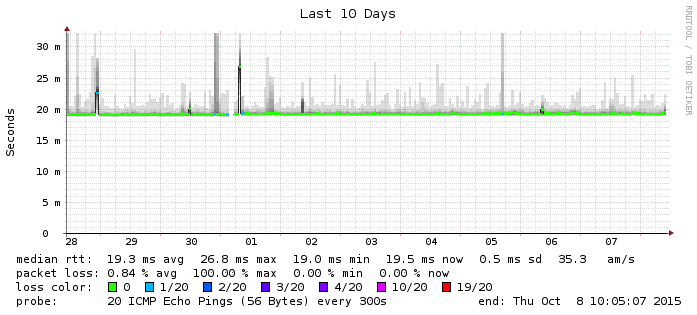 Last 10 Days
RRDTOOL / TOBI OETIKER
Seconds
30 m
25 m
20 m
15 m
10 m
5 m
0
28 29 30 01 02 03 04 05 06 07
median rtt: 19.3 ms avg 26.8 ms max 19.0 ms min 19.5 ms now 0.5 ms sd 35.3 am/s
packet loss: 0.84 % avg 100.00 % max 0.00 % min 0.00 % now
loss color: 0 1/20 2/20 3/20 4/20 10/20 19/20
probe: 20 ICMP Echo Pings (56 Bytes) every 300s end: Thu Oct 8 10:05:07 2015